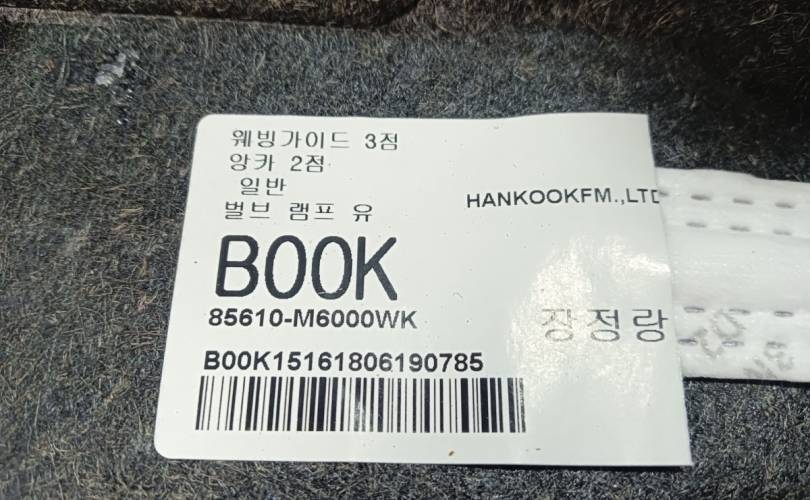 웨빙가이드 3점
앙카 2점
일반
벌브 램프 유
HANKOOKFM.,LTD
B00K
85610-M6000WK
장정랑
B00K15161806190785